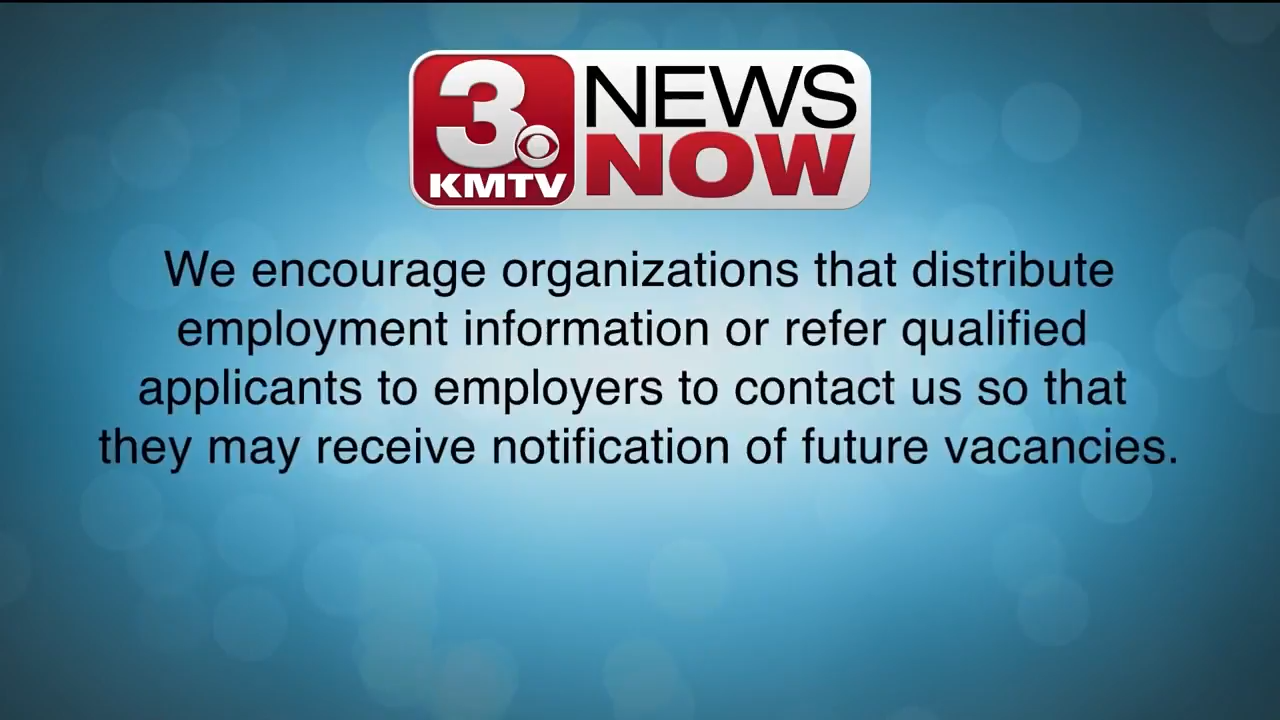 3
KMTV
NEWS
NOW
We encourage organizations that distribute
employment information or refer qualified
applicants to employers to contact us so that
they may receive notification of future vacancies.